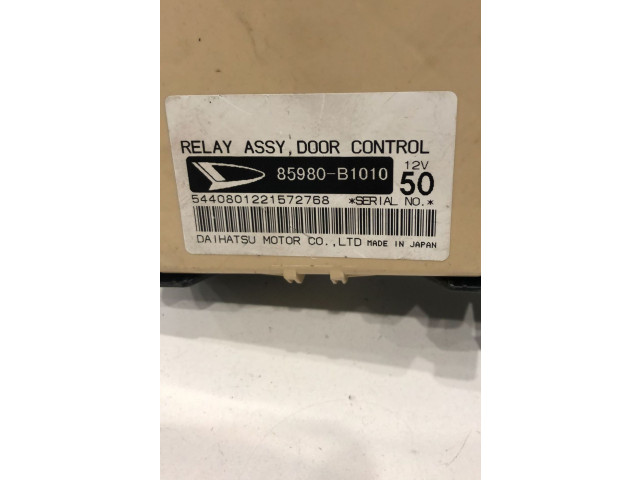 RELAY ASSY, DOOR CONTROL
85980-B1010 12V 50
5440801221572768 *SERIAL NO.*
DAIHATSU MOTOR CO.,LTD MADE IN JAPAN